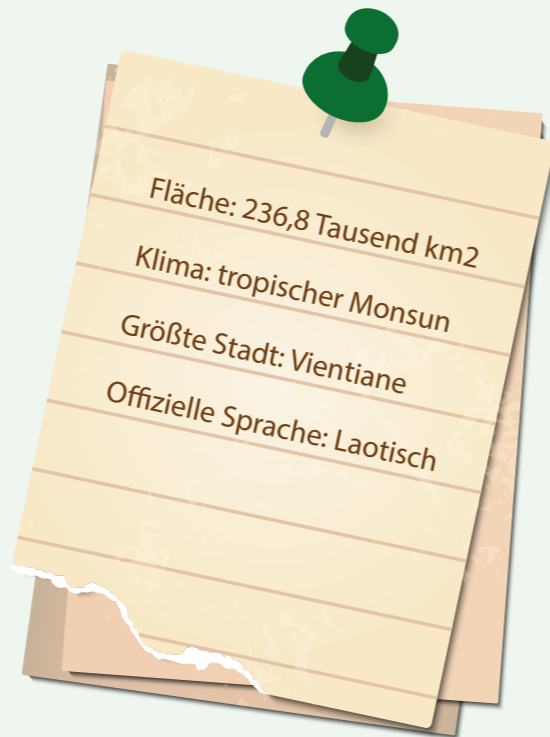 Fläche: 236,8 Tausend km2
Klima: tropischer Monsun
Größte Stadt: Vientiane
Offizielle Sprache: Laotisch